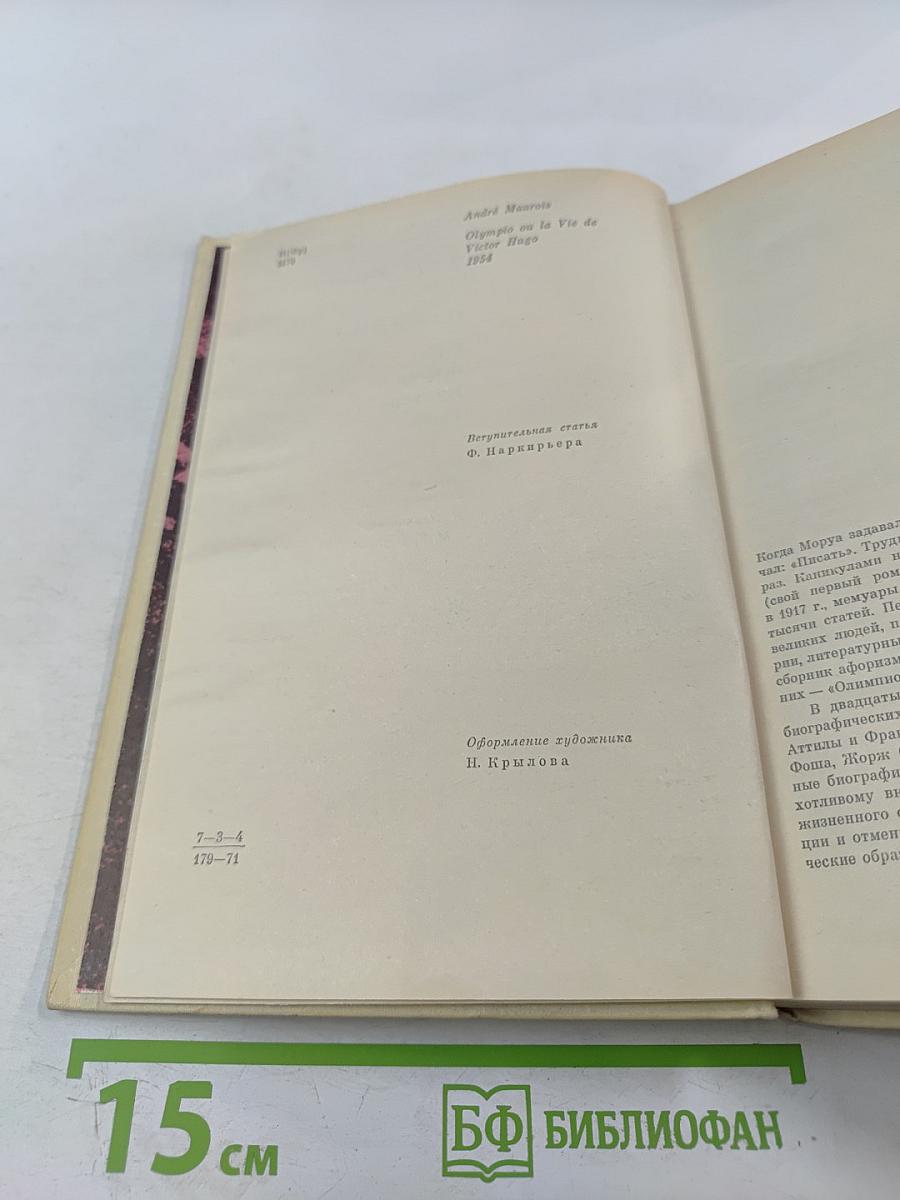 André Maurois
Olympio ou la Vie de
Victor Hugo
1954
Вступительная статья
Ф. Наркирьера
Оформление художника
Н. Крылова
7—3—4
179—71
Когда Моруа задавал
чал: «Писать». Труди
раз. Каникулами н
(свой первый ром
в 1917 г., мемуары
тысячи статей. Пе
великих людей, п
рии, литературны
сборник афоризм
них — «Олимпио
В двадцаты
биографических
Аттилы и Фран
Фоша, Жорж
ные биографи
хотливому вк
жизненного
ции и отмен
ческие обра
15 см
БФ БИБЛИОФАН